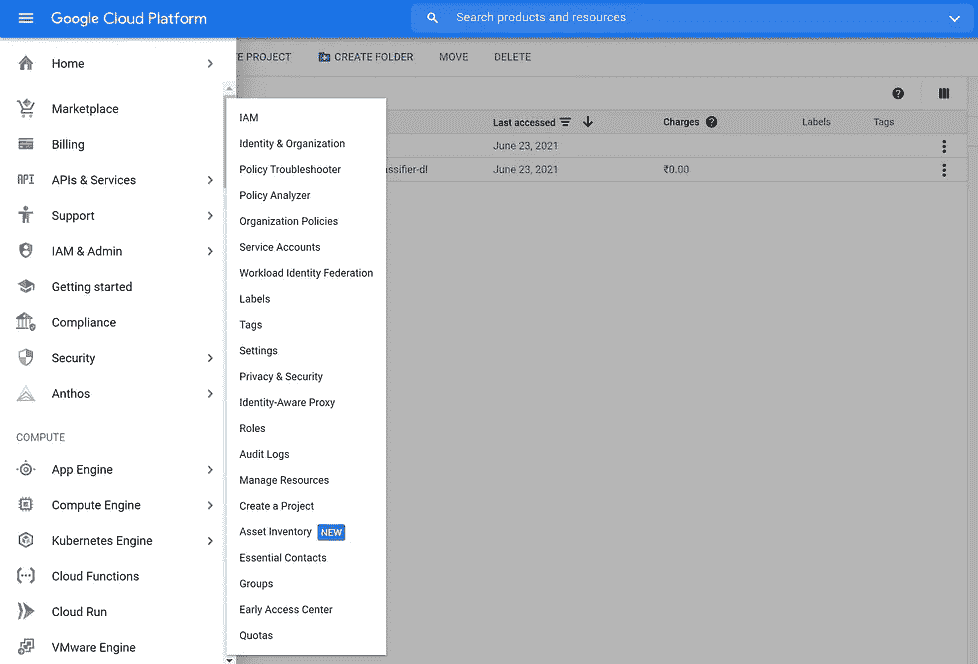 Google Cloud Platform
Search products and resources
Home
Marketplace
Billing
APIs & Services
Support
IAM & Admin
Getting started
Compliance
Security
Anthos
COMPUTE
App Engine
Compute Engine
Kubernetes Engine
Cloud Functions
Cloud Run
VMware Engine
IAM
Identity & Organization
Policy Troubleshooter
Policy Analyzer
Organization Policies
Service Accounts
Workload Identity Federation
Labels
Tags
Settings
Privacy & Security
Identity-Aware Proxy
Roles
Audit Logs
Manage Resources
Create a Project
Asset Inventory NEW
Essential Contacts
Groups
Early Access Center
Quotas
E PROJECT CREATE FOLDER MOVE DELETE
Last accessed Charges Labels Tags
June 23, 2021
ssifier-dl June 23, 2021 ₹0.00